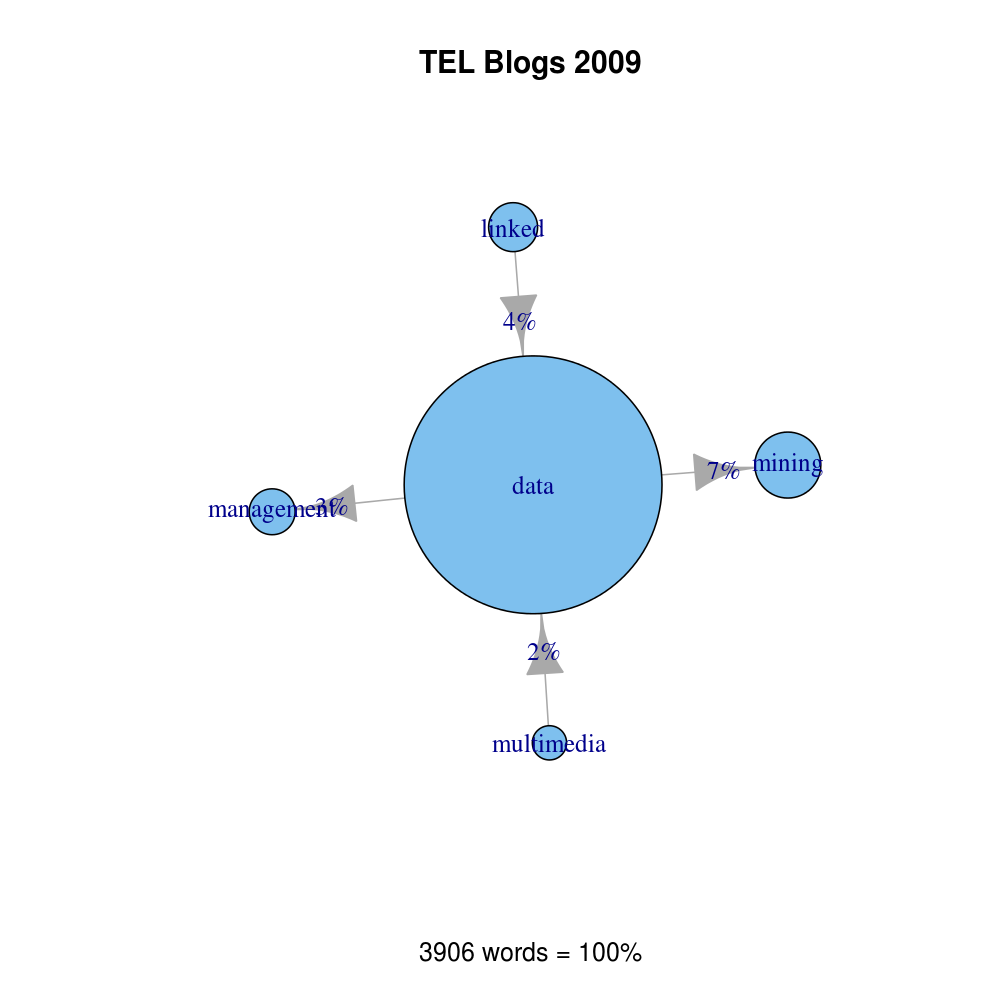 TEL Blogs 2009
linked
4%
data
7%
mining
management
3%
2%
multimedia
3906 words = 100%